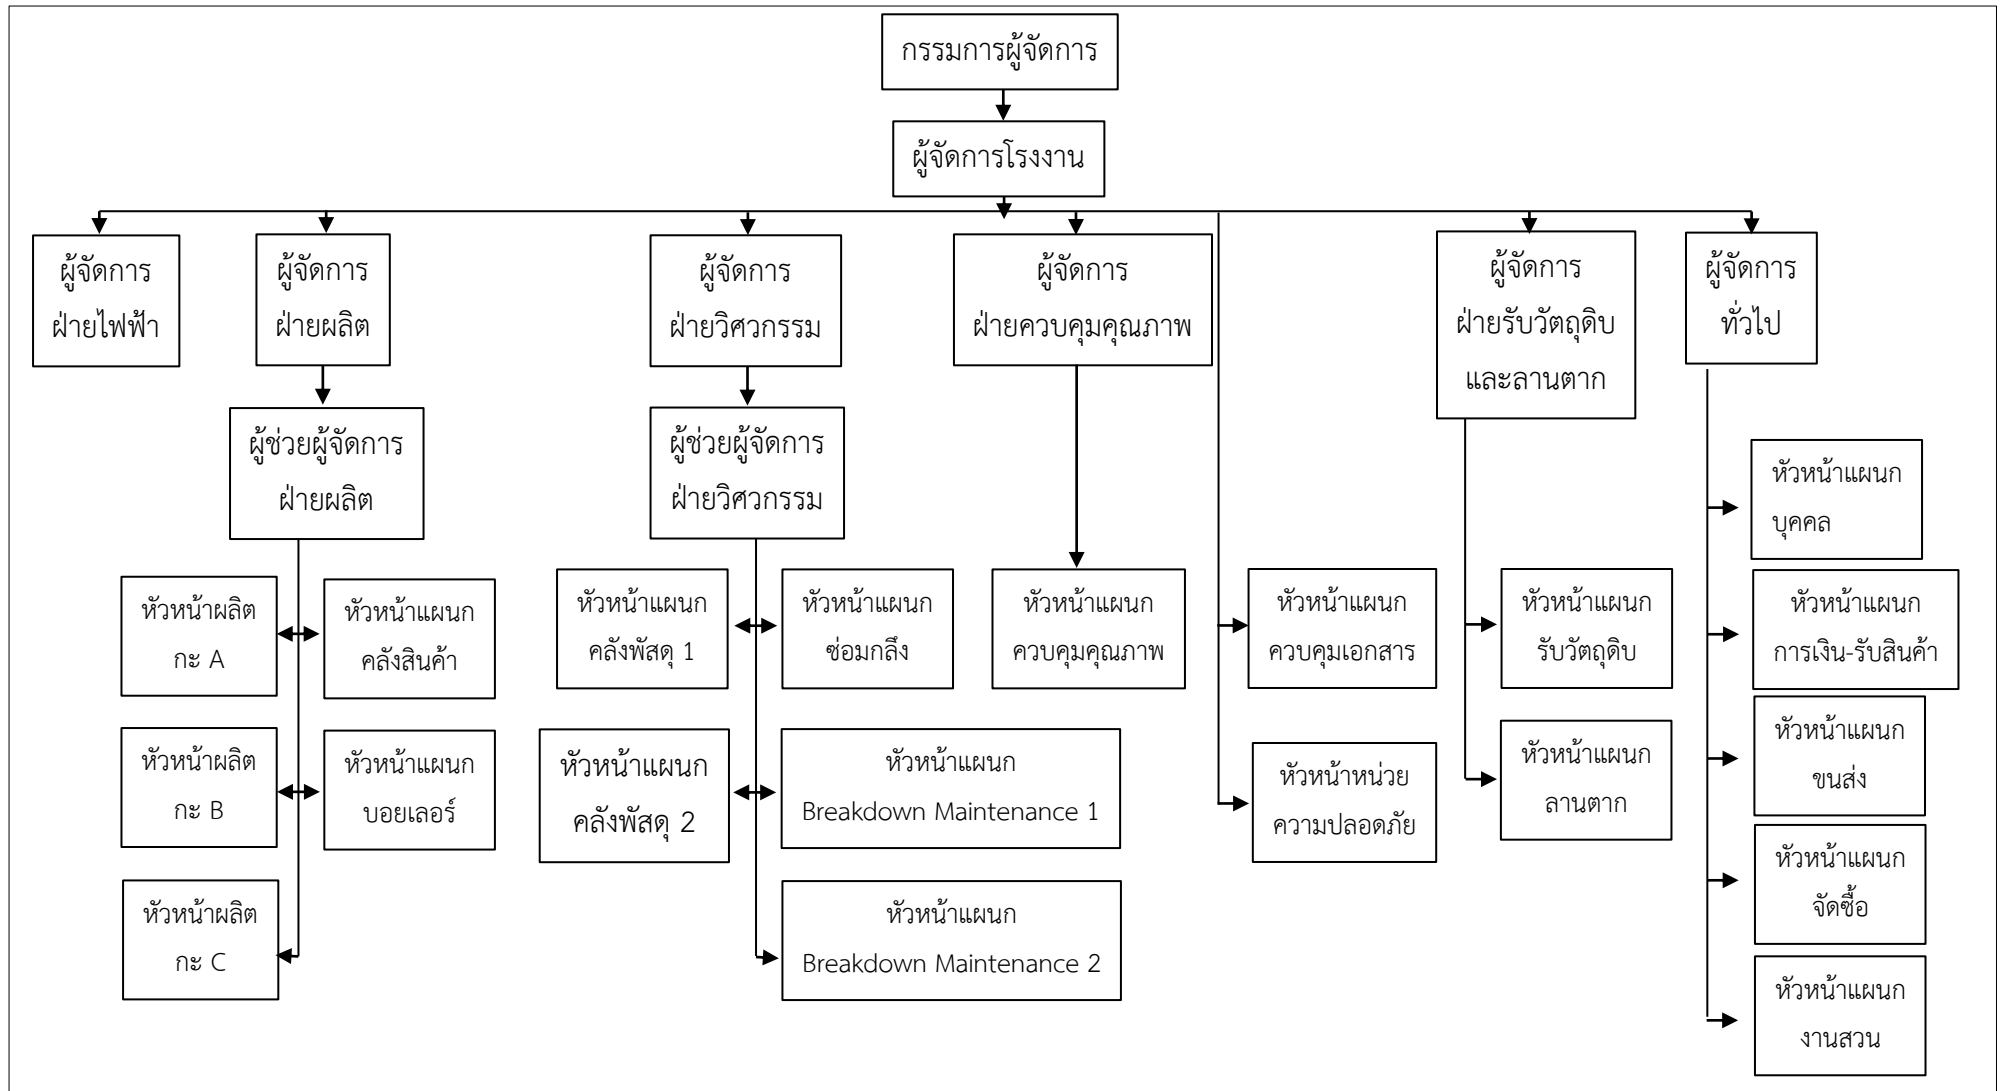 กรรมการผู้จัดการ
ผู้จัดการโรงงาน
ผู้จัดการ
ฝ่ายไฟฟ้า
ผู้จัดการ
ฝ่ายผลิต
ผู้จัดการ
ฝ่ายวิศวกรรม
ผู้จัดการ
ฝ่ายควบคุมคุณภาพ
ผู้จัดการ
ฝ่ายรับวัตถุดิบ
และลานตาก
ผู้จัดการ
ทั่วไป
ผู้ช่วยผู้จัดการ
ฝ่ายผลิต
ผู้ช่วยผู้จัดการ
ฝ่ายวิศวกรรม
หัวหน้าแผนก
บุคคล
หัวหน้าผลิต
กะ A
หัวหน้าแผนก
คลังสินค้า
หัวหน้าแผนก
คลังพัสดุ 1
หัวหน้าแผนก
ซ่อมกลึง
หัวหน้าแผนก
ควบคุมคุณภาพ
หัวหน้าแผนก
ควบคุมเอกสาร
หัวหน้าแผนก
รับวัตถุดิบ
หัวหน้าแผนก
การเงิน-รับสินค้า
หัวหน้าผลิต
กะ B
หัวหน้าแผนก
บอยเลอร์
หัวหน้าแผนก
คลังพัสดุ 2
หัวหน้าแผนก
Breakdown Maintenance 1
หัวหน้าหน่วย
ความปลอดภัย
หัวหน้าแผนก
ลานตาก
หัวหน้าแผนก
ขนส่ง
หัวหน้าผลิต
กะ C
หัวหน้าแผนก
Breakdown Maintenance 2
หัวหน้าแผนก
จัดซื้อ
หัวหน้าแผนก
งานสวน